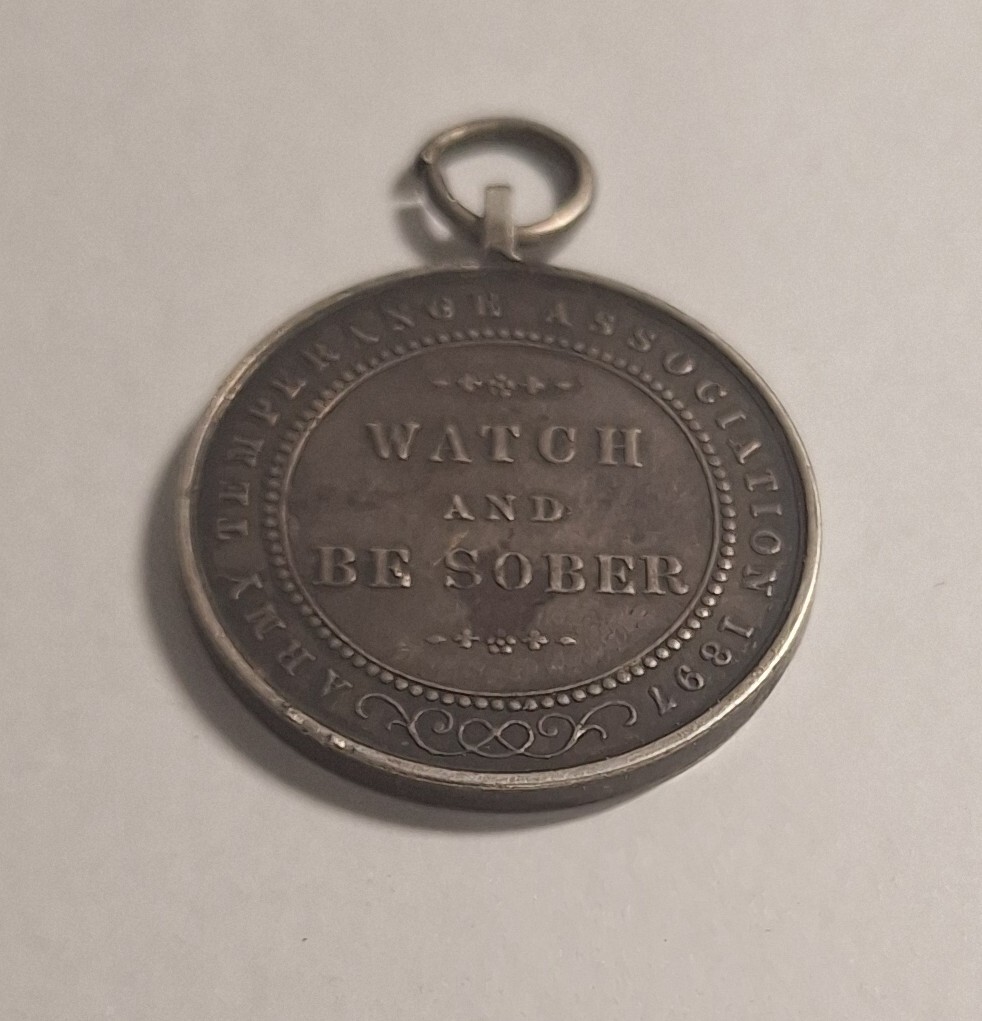 ARMY TEMPERANCE ASSOCIATION 1897
WATCH
AND
BE SOBER